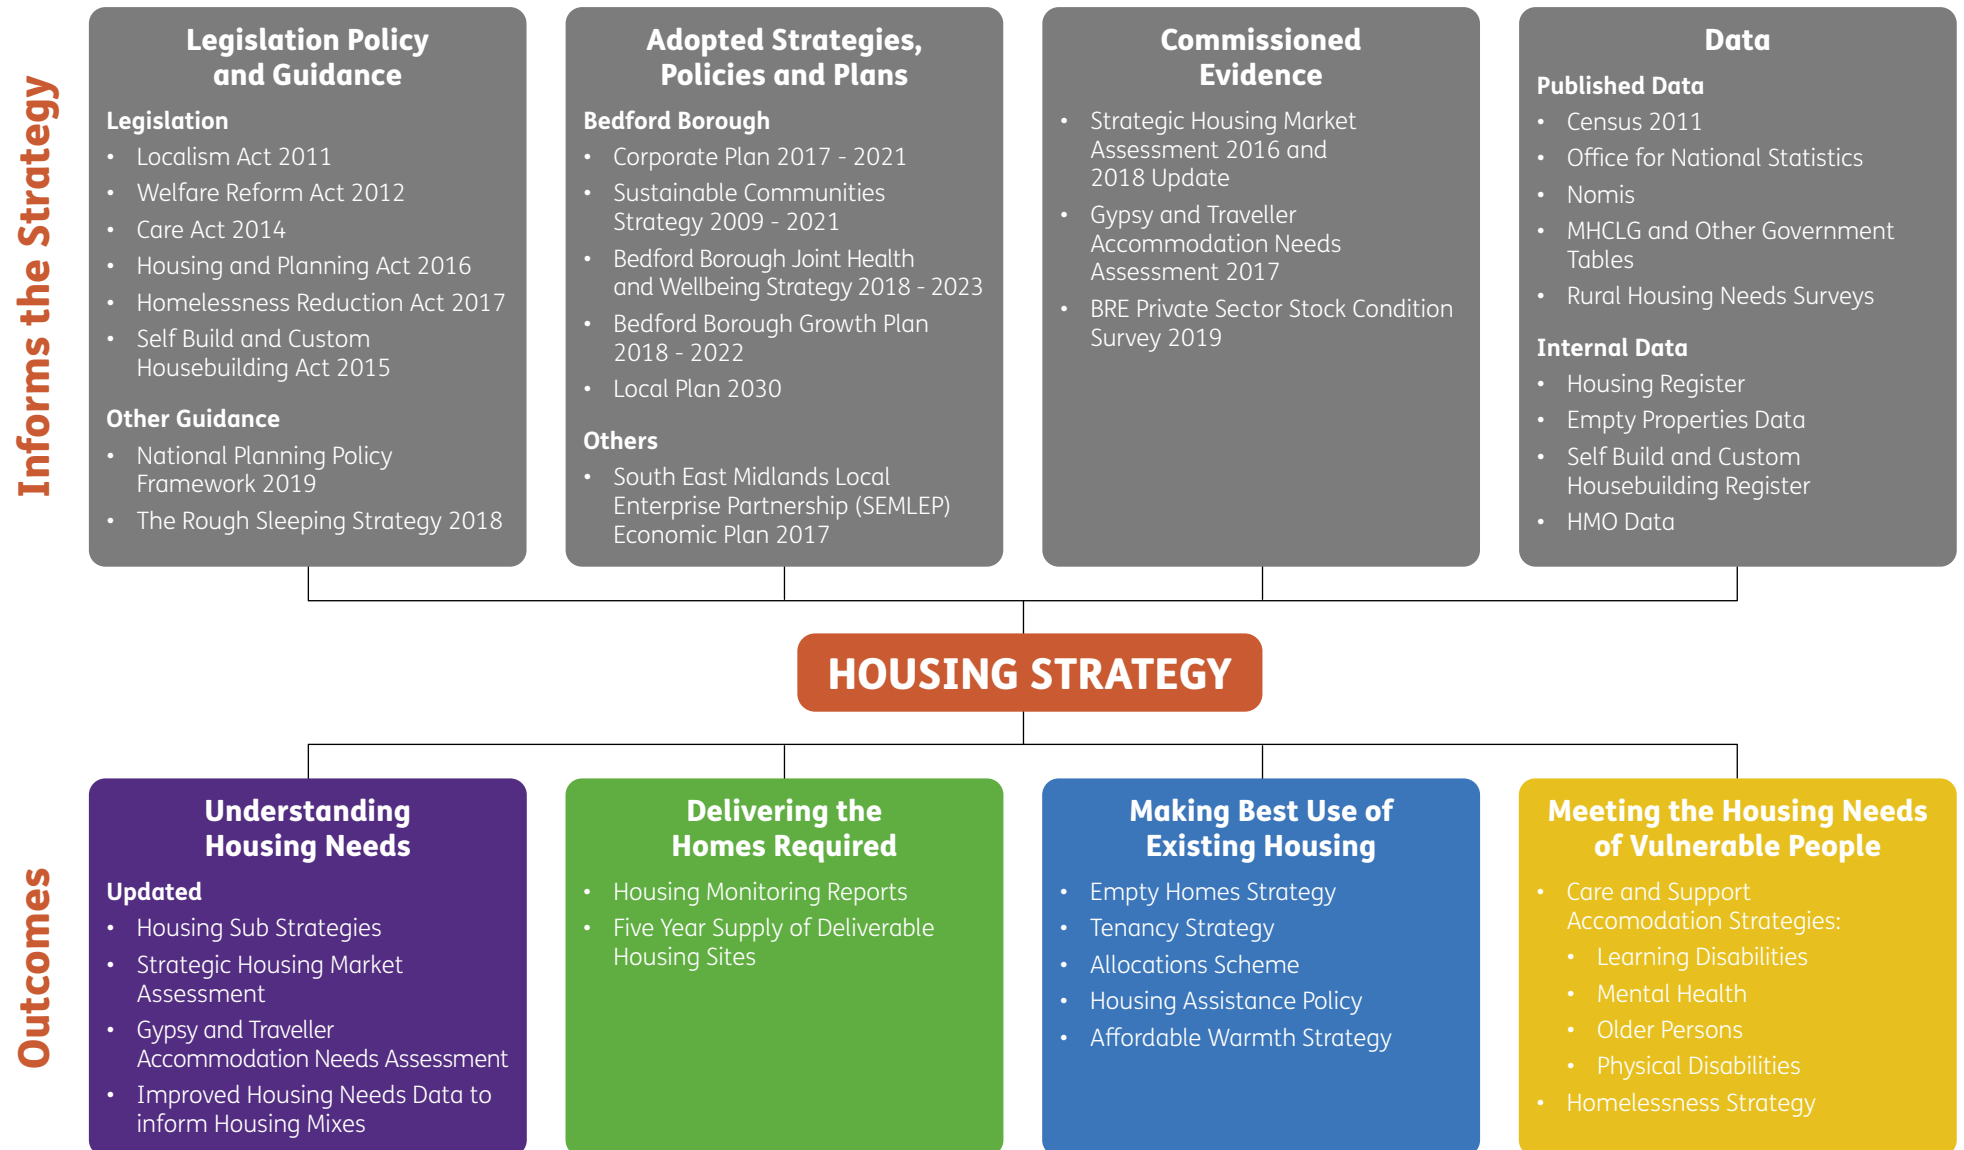 Informs the Strategy
Legislation Policy
and Guidance
Legislation
• Localism Act 2011
• Welfare Reform Act 2012
• Care Act 2014
• Housing and Planning Act 2016
• Homelessness Reduction Act 2017
• Self Build and Custom
Housebuilding Act 2015
Other Guidance
• National Planning Policy
Framework 2019
• The Rough Sleeping Strategy 2018
Adopted Strategies,
Policies and Plans
Bedford Borough
• Corporate Plan 2017 - 2021
• Sustainable Communities
Strategy 2009 - 2021
• Bedford Borough Joint Health
and Wellbeing Strategy 2018 - 2023
• Bedford Borough Growth Plan
2018 - 2022
• Local Plan 2030
Others
• South East Midlands Local
Enterprise Partnership (SEMLEP)
Economic Plan 2017
Commissioned
Evidence
• Strategic Housing Market
Assessment 2016 and
2018 Update
• Gypsy and Traveller
Accommodation Needs
Assessment 2017
• BRE Private Sector Stock Condition
Survey 2019
Data
Published Data
• Census 2011
• Office for National Statistics
• Nomis
• MHCLG and Other Government
Tables
• Rural Housing Needs Surveys
Internal Data
• Housing Register
• Empty Properties Data
• Self Build and Custom
Housebuilding Register
• HMO Data
HOUSING STRATEGY
Outcomes
Understanding
Housing Needs
Updated
• Housing Sub Strategies
• Strategic Housing Market
Assessment
• Gypsy and Traveller
Accommodation Needs Assessment
• Improved Housing Needs Data to
inform Housing Mixes
Delivering the
Homes Required
• Housing Monitoring Reports
• Five Year Supply of Deliverable
Housing Sites
Making Best Use of
Existing Housing
• Empty Homes Strategy
• Tenancy Strategy
• Allocations Scheme
• Housing Assistance Policy
• Affordable Warmth Strategy
Meeting the Housing Needs
of Vulnerable People
• Care and Support
Accomodation Strategies:
• Learning Disabilities
• Mental Health
• Older Persons
• Physical Disabilities
• Homelessness Strategy